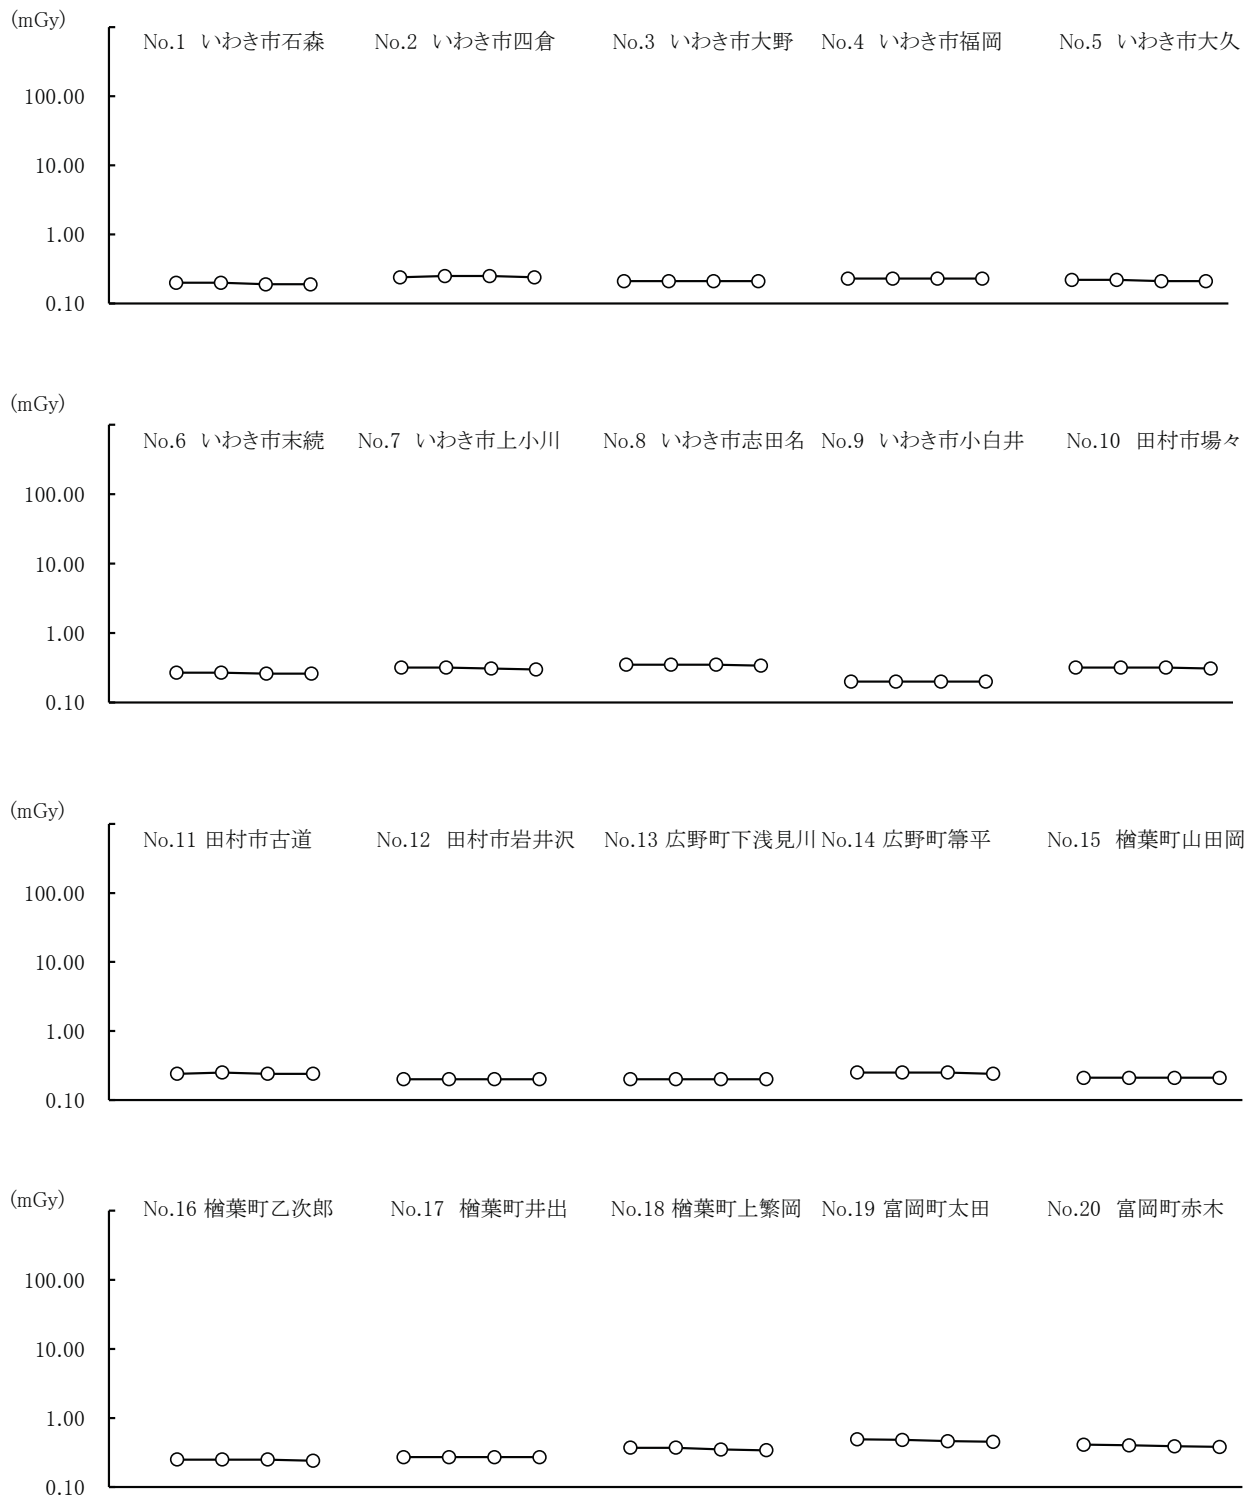 (mGy)
No.1 いわき市石森 No.2 いわき市四倉 No.3 いわき市大野 No.4 いわき市福岡 No.5 いわき市大久
100.00
10.00
1.00
0.10
(mGy)
No.6 いわき市末続 No.7 いわき市上小川 No.8 いわき市志田名 No.9 いわき市小白井 No.10 田村市場々
100.00
10.00
1.00
0.10
(mGy)
No.11 田村市古道 No.12 田村市岩井沢 No.13 広野町下浅見川 No.14 広野町箒平 No.15 楢葉町山田岡
100.00
10.00
1.00
0.10
(mGy)
No.16 楢葉町乙次郎 No.17 楢葉町井出 No.18 楢葉町上繁岡 No.19 富岡町太田 No.20 富岡町赤木
100.00
10.00
1.00
0.10